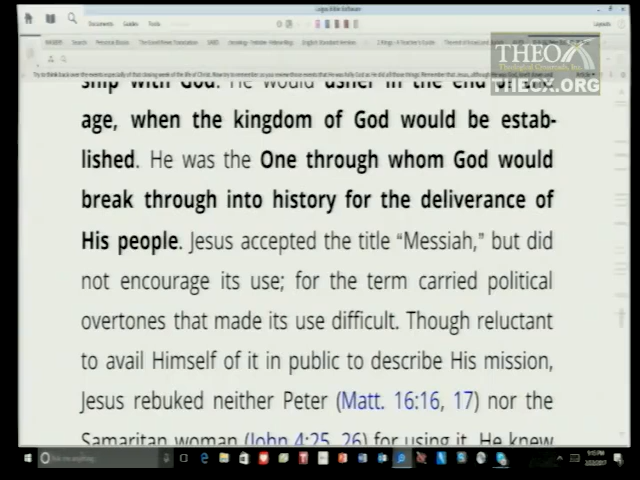 Logos Bible Software
Documents Guides Tools
Layouts
English Standard Version
THEO
THECX.ORG
ship with God. He would usher in the end of the
age, when the kingdom of God would be estab-
lished. He was the One through whom God would
break through into history for the deliverance of
His people. Jesus accepted the title “Messiah,” but did
not encourage its use; for the term carried political
overtones that made its use difficult. Though reluctant
to avail Himself of it in public to describe His mission,
Jesus rebuked neither Peter (Matt. 16:16, 17) nor the
Samaritan woman (John 4:25, 26) for using it. He knew